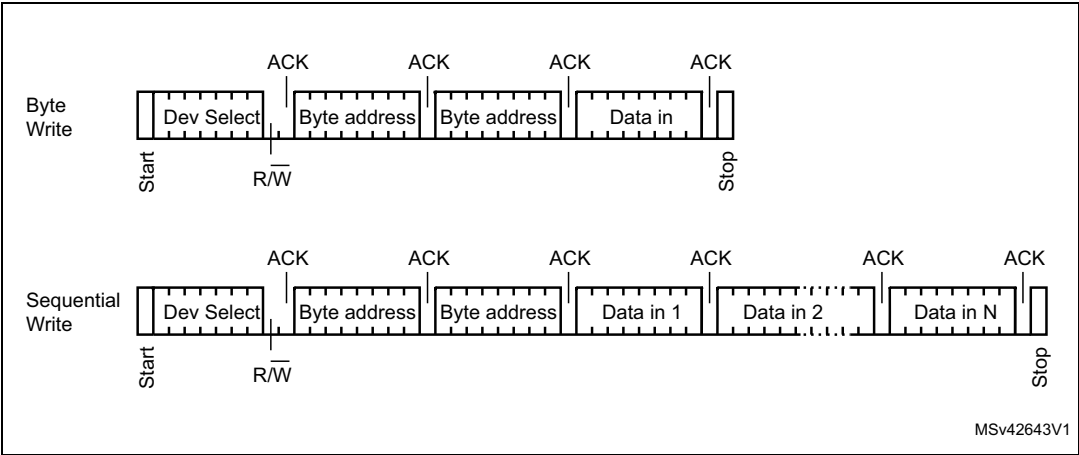 ACK ACK ACK ACK
Byte
Write
Dev Select Byte address Byte address Data in
Start
R/W̅
Stop
ACK ACK ACK ACK ACK ACK
Sequential
Write
Dev Select Byte address Byte address Data in 1 Data in 2 Data in N
Start
R/W̅
Stop
MSv42643V1